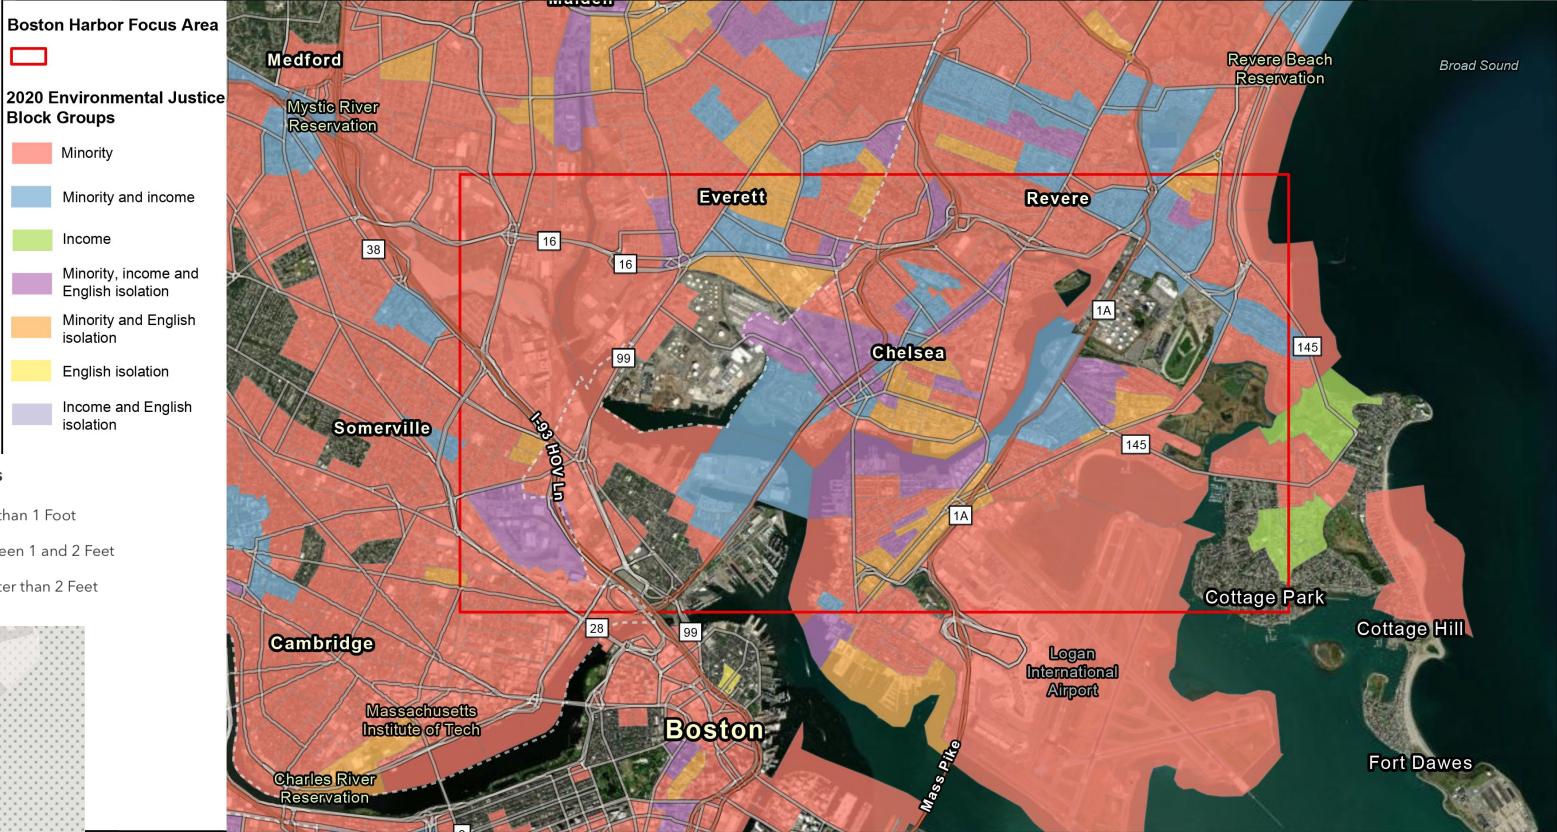 Boston Harbor Focus Area
2020 Environmental Justice
Block Groups
Minority
Minority and income
Income
Minority, income and
English isolation
Minority and English
isolation
English isolation
Income and English
isolation
s
than 1 Foot
een 1 and 2 Feet
ter than 2 Feet
Malden
Medford
Mystic River
Reservation
Revere Beach
Reservation
Broad Sound
Everett
Revere
38
16
16
1A
99
Chelsea
145
Somerville
I-93 HOV Ln
145
1A
Cottage Park
28
99
Cambridge
Cottage Hill
Logan
International
Airport
Massachusetts
Institute of Tech
Boston
Mass Pike
Fort Dawes
Charles River
Reservation